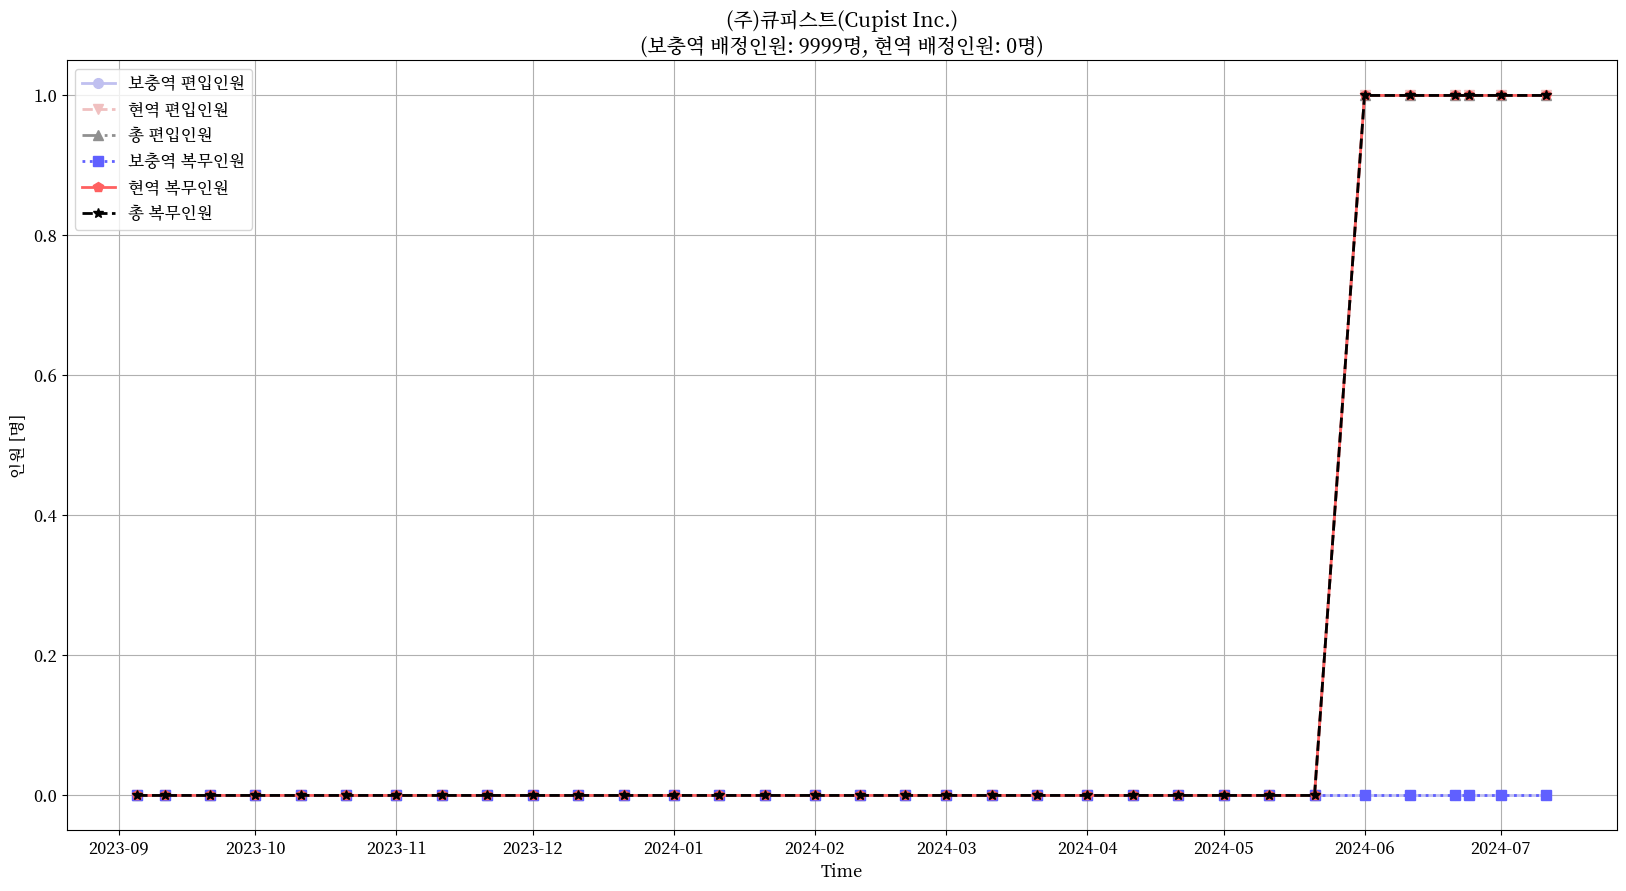 (주)큐피스트(Cupist Inc.)
(보충역 배정인원: 9999명, 현역 배정인원: 0명)
보충역 편입인원
현역 편입인원
총 편입인원
보충역 복무인원
현역 복무인원
총 복무인원
인원 [명]
1.0
0.8
0.6
0.4
0.2
0.0
2023-09 2023-10 2023-11 2023-12 2024-01 2024-02 2024-03 2024-04 2024-05 2024-06 2024-07
Time